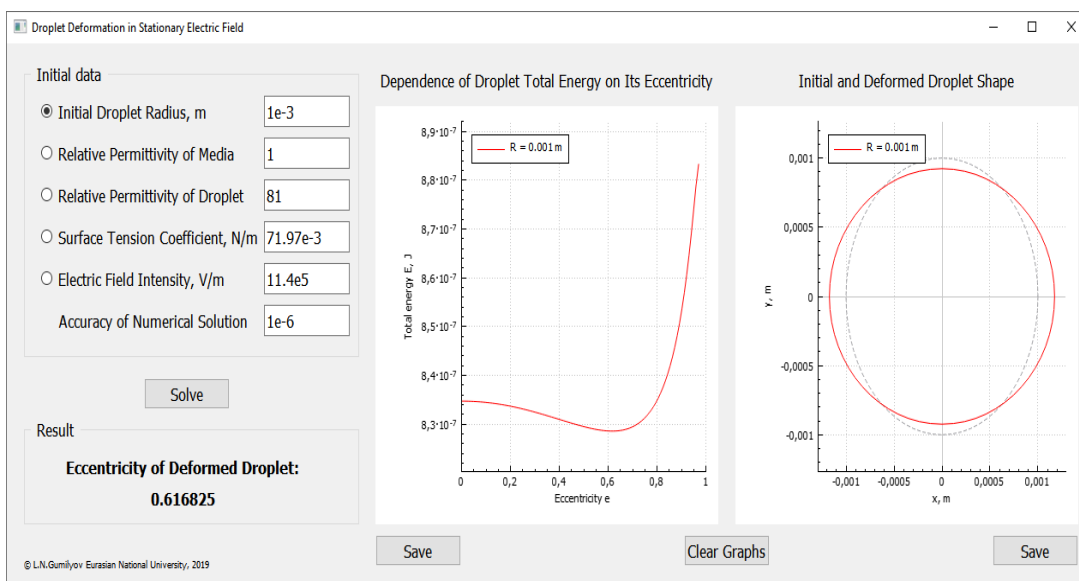 Droplet Deformation in Stationary Electric Field
Initial data
Initial Droplet Radius, m 1e-3
Relative Permittivity of Media 1
Relative Permittivity of Droplet 81
Surface Tension Coefficient, N/m 71.97e-3
Electric Field Intensity, V/m 11.4e5
Accuracy of Numerical Solution 1e-6
Solve
Result
Eccentricity of Deformed Droplet:
0.616825
© L.N.Gumilyov Eurasian National University, 2019
Dependence of Droplet Total Energy on Its Eccentricity
R = 0.001 m
Total energy E, J
8,9·10⁻⁷
8,8·10⁻⁷
8,7·10⁻⁷
8,6·10⁻⁷
8,5·10⁻⁷
8,4·10⁻⁷
8,3·10⁻⁷
0 0,2 0,4 0,6 0,8 1
Eccentricity e
Save
Clear Graphs
Initial and Deformed Droplet Shape
R = 0.001 m
y, m
0,001
0,0005
0
-0,0005
-0,001
-0,001 -0,0005 0 0,0005 0,001
x, m
Save